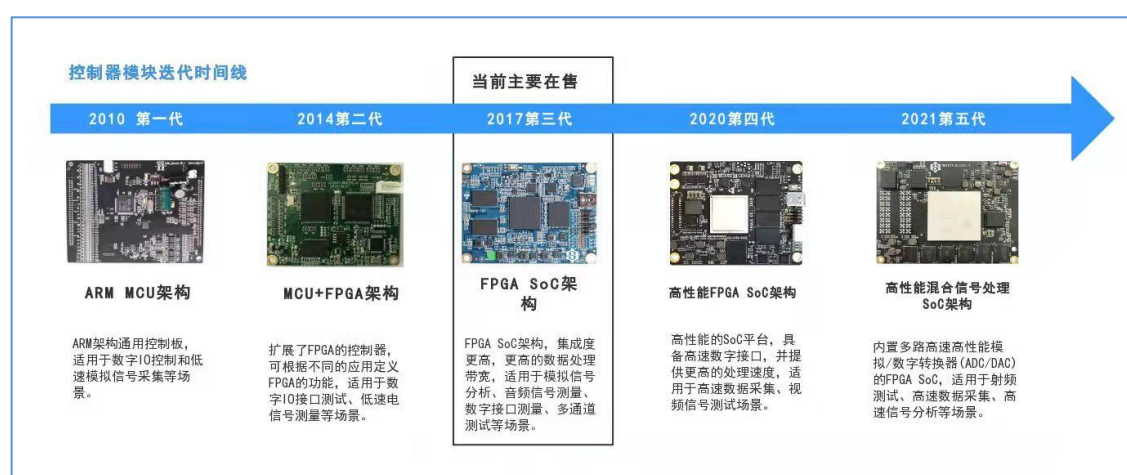 控制器模块迭代时间线
当前主要在售
2010 第一代
2014第二代
2017第三代
2020第四代
2021第五代
ARM MCU架构
ARM架构通用控制板，
适用于数字IO控制和低
速模拟信号采集等场
景。
MCU+FPGA架构
扩展了FPGA的控制器，
可根据不同的应用定义
FPGA的功能，适用于数
字IO接口测试、低速电
信号测量等场景。
FPGA SoC架
构
FPGA SoC架构，集成度
更高，更高的数据处理
带宽，适用于模拟信号
分析、音频信号测量、
数字接口测量、多通道
测试等场景。
高性能FPGA SoC架构
高性能的SoC平台，具
备高速数字接口，并提
供更高的处理速度，适
用于高速数据采集、视
频信号测试场景。
高性能混合信号处理
SoC架构
内置多路高速高性能模
拟/数字转换器(ADC/DAC)
的FPGA SoC，适用于射频
测试、高速数据采集、高
速信号分析等场景。